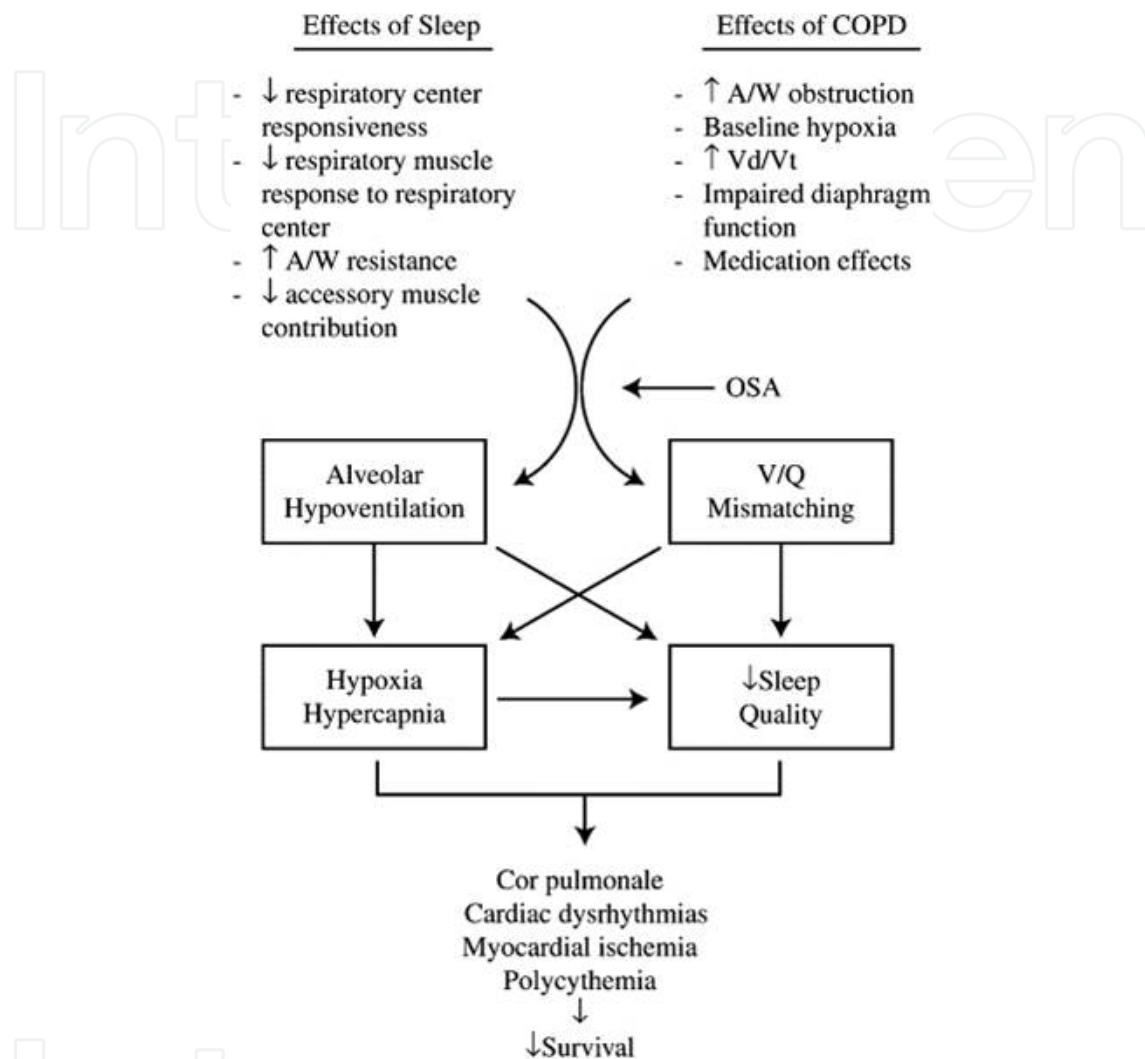 Effects of Sleep
- ↓ respiratory center
responsiveness
- ↓ respiratory muscle
response to respiratory
center
- ↑ A/W resistance
- ↓ accessory muscle
contribution
Effects of COPD
- ↑ A/W obstruction
- Baseline hypoxia
- ↑ Vd/Vt
- Impaired diaphragm
function
- Medication effects
OSA
Alveolar
Hypoventilation
V/Q
Mismatching
Hypoxia
Hypercapnia
↓Sleep
Quality
Cor pulmonale
Cardiac dysrhythmias
Myocardial ischemia
Polycythemia
↓
↓Survival